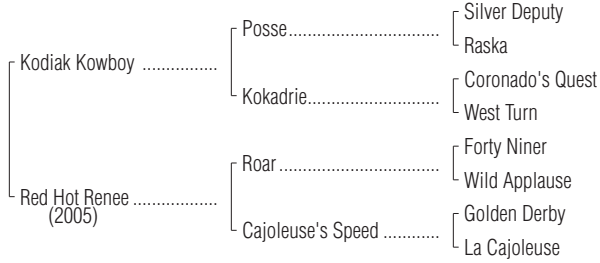 Silver Deputy
Posse
Raska
Kodiak Kowboy
Coronado's Quest
Kokadrie
West Turn
Forty Niner
Roar
Wild Applause
Red Hot Renee
(2005)
Golden Derby
Cajoleuse's Speed
La Cajoleuse